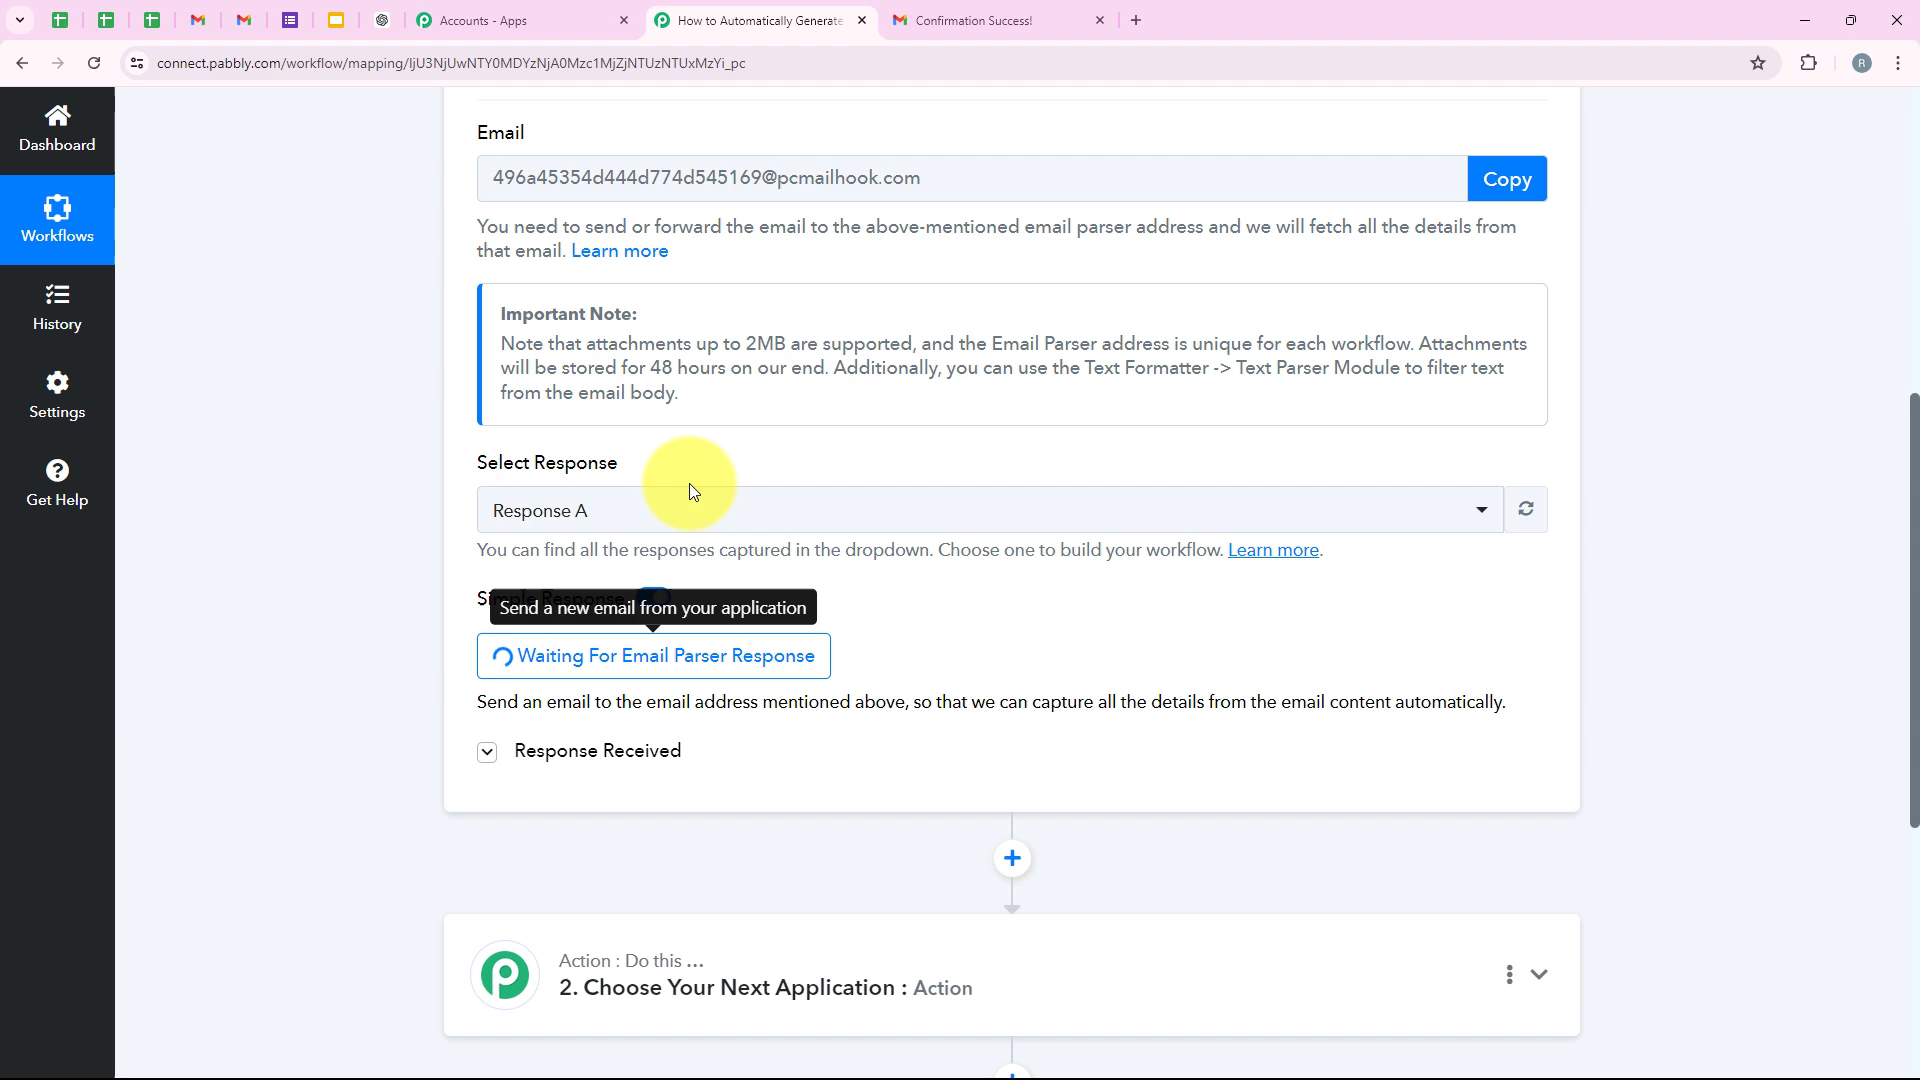 Accounts - Apps
How to Automatically Generate
Confirmation Success!
connect.pabbly.com/workflow/mapping/IjU3NjUwNTY0MDYzNjA0Mzc1MjZjNTUzNTUxMzYi_pc
R
Dashboard
Workflows
History
Settings
Get Help
Email
496a45354d444d774d545169@pcmailhook.com
Copy
You need to send or forward the email to the above-mentioned email parser address and we will fetch all the details from
that email. Learn more
Important Note:
Note that attachments up to 2MB are supported, and the Email Parser address is unique for each workflow. Attachments
will be stored for 48 hours on our end. Additionally, you can use the Text Formatter -> Text Parser Module to filter text
from the email body.
Select Response
Response A
You can find all the responses captured in the dropdown. Choose one to build your workflow. Learn more.
Simple Response
Send a new email from your application
Waiting For Email Parser Response
Send an email to the email address mentioned above, so that we can capture all the details from the email content automatically.
Response Received
Action : Do this ...
2. Choose Your Next Application : Action